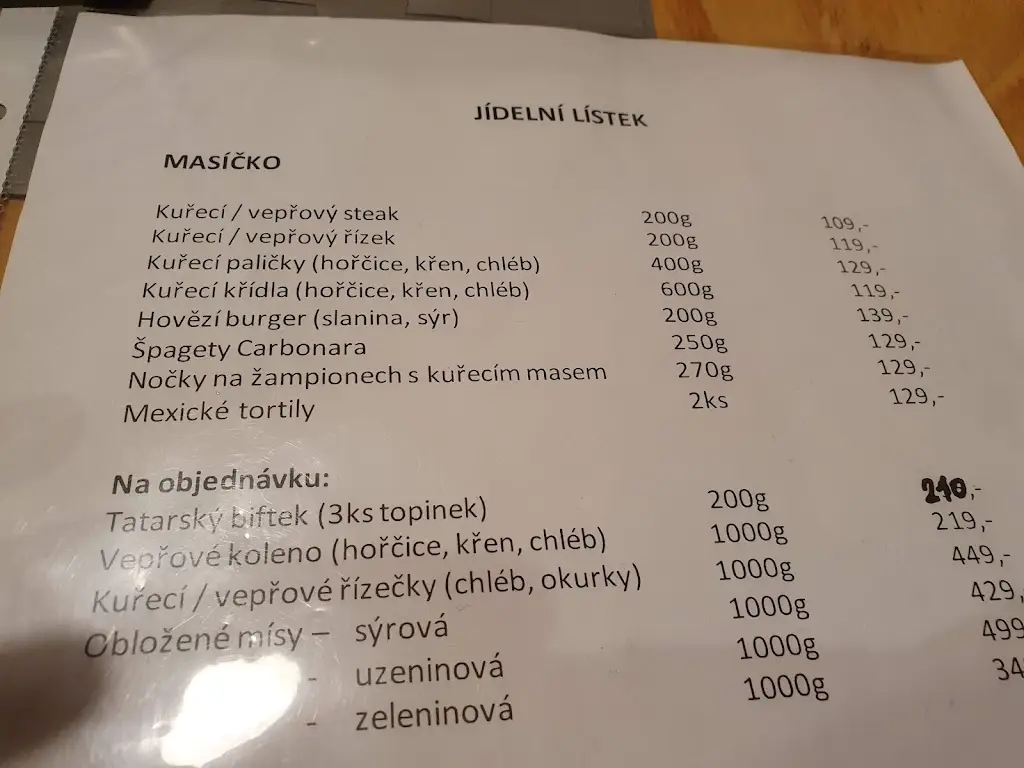 JÍDELNÍ LÍSTEK
MASÍČKO
Kuřecí / vepřový steak 200g 109,-
Kuřecí / vepřový řízek 200g 119,-
Kuřecí paličky (hořčice, křen, chléb) 400g 129,-
Kuřecí křídla (hořčice, křen, chléb) 600g 119,-
Hovězí burger (slanina, sýr) 200g 139,-
Špagety Carbonara 250g 129,-
Nočky na žampionech s kuřecím masem 270g 129,-
Mexické tortily 2ks 129,-
Na objednávku:
Tatarský biftek (3ks topinek) 200g 210,-
Vepřové koleno (hořčice, křen, chléb) 1000g 219,-
Kuřecí / vepřové řízečky (chléb, okurky) 1000g 449,-
Obložené mísy – sýrová 1000g 429,
- uzeninová 1000g 499
- zeleninová 1000g 34